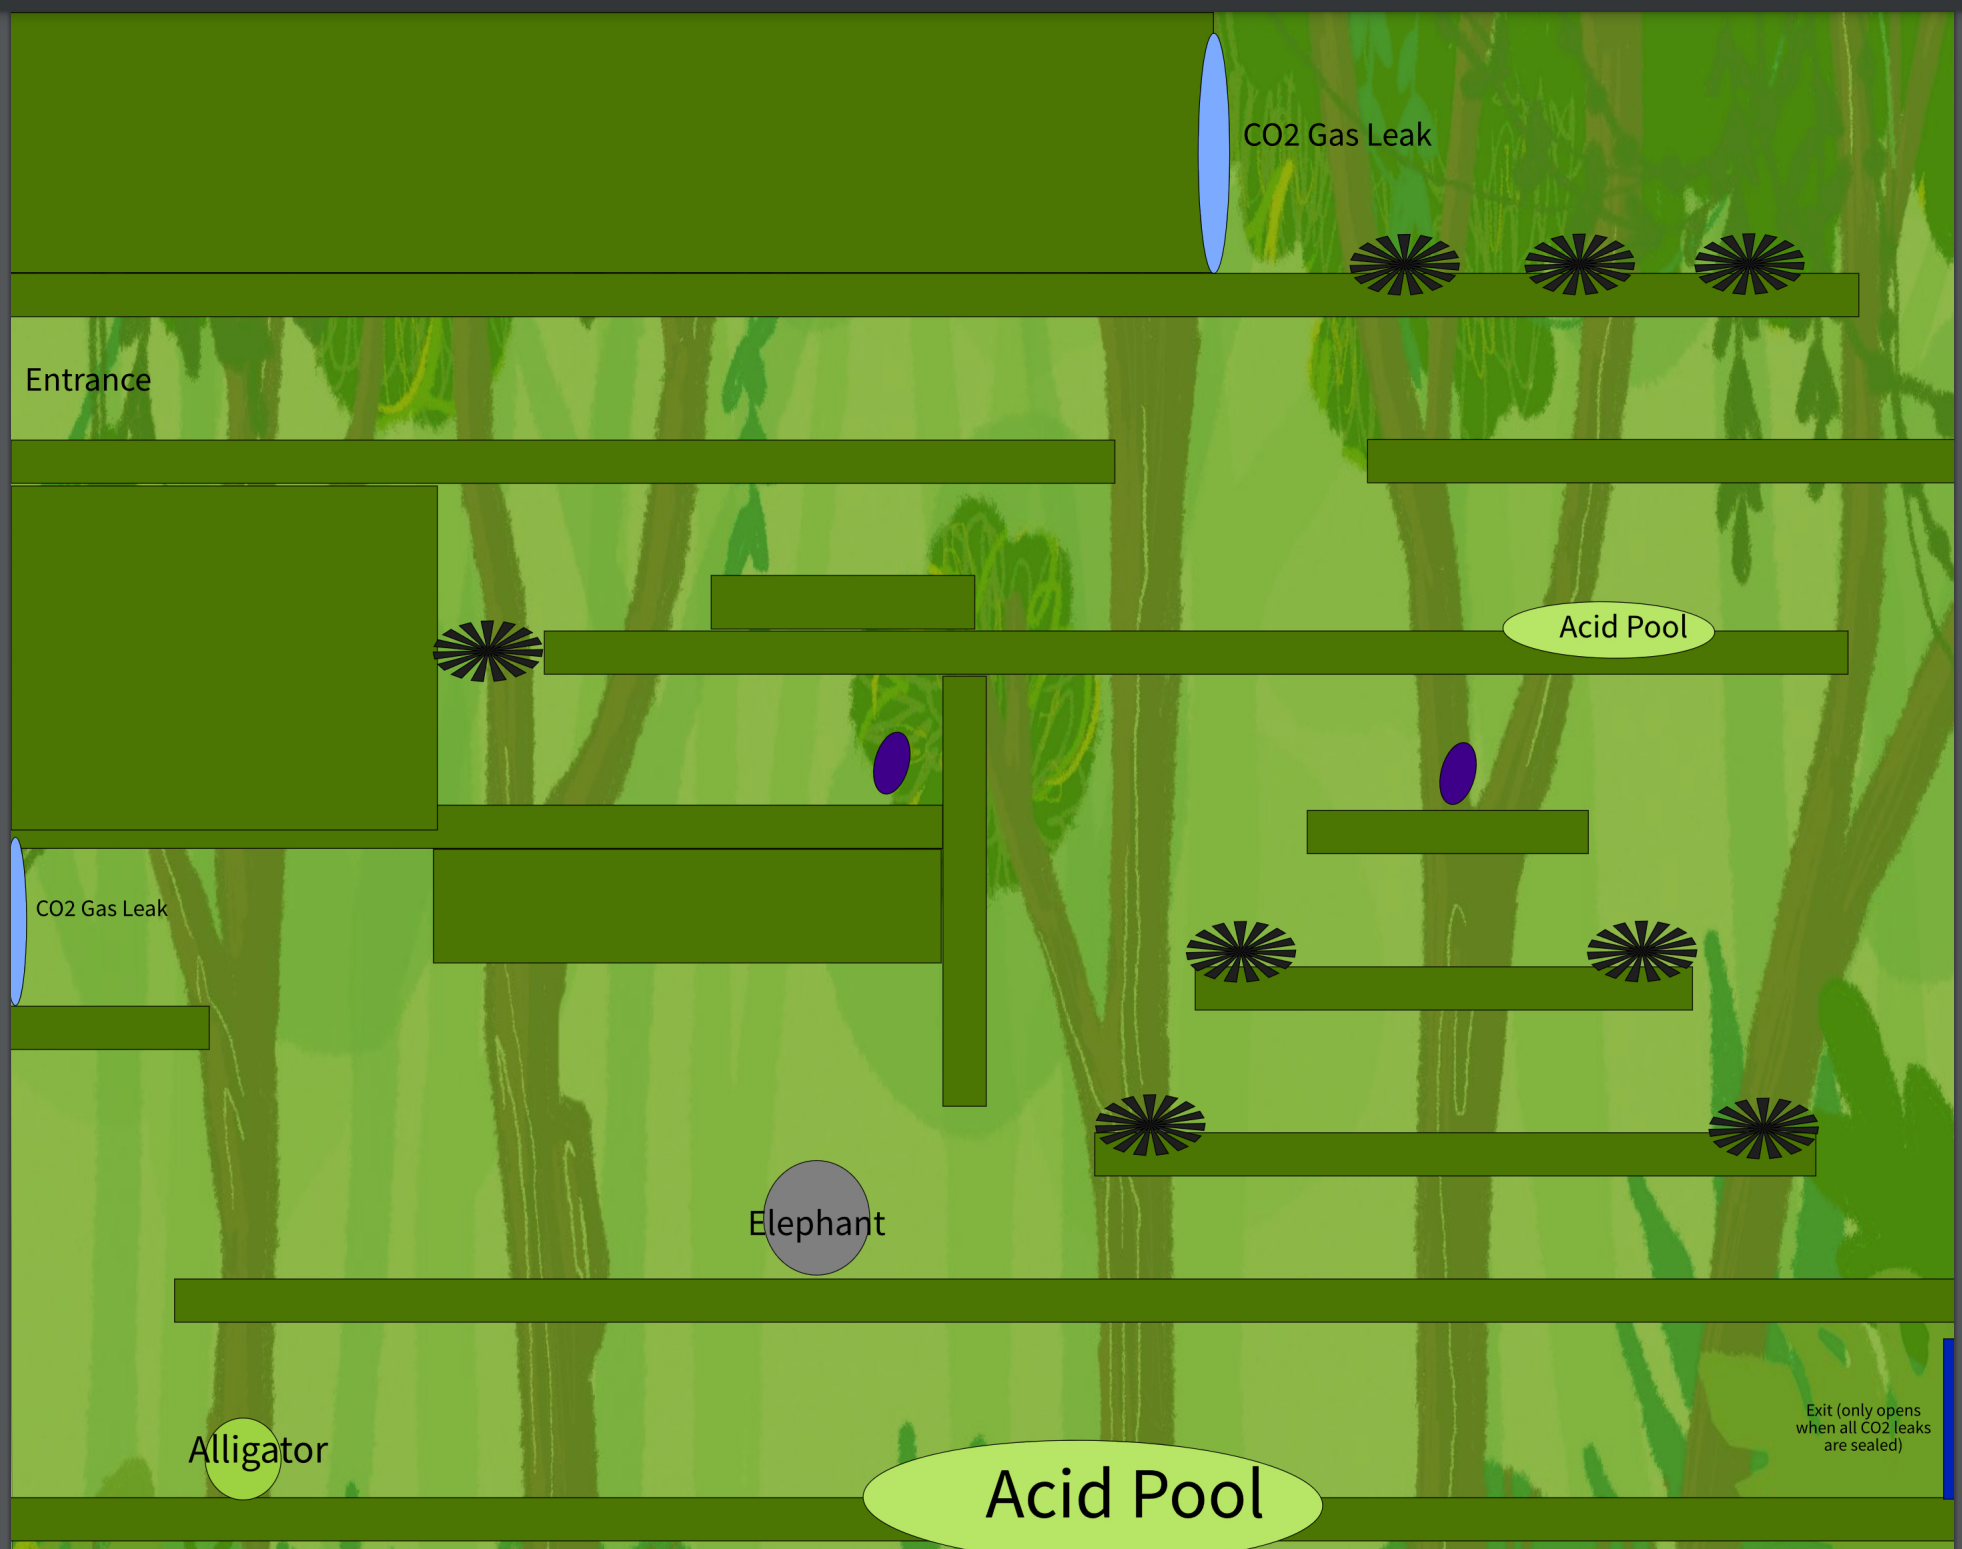 CO2 Gas Leak
Entrance
Acid Pool
CO2 Gas Leak
Elephant
Exit (only opens
when all CO2 leaks
are sealed)
Alligator
Acid Pool